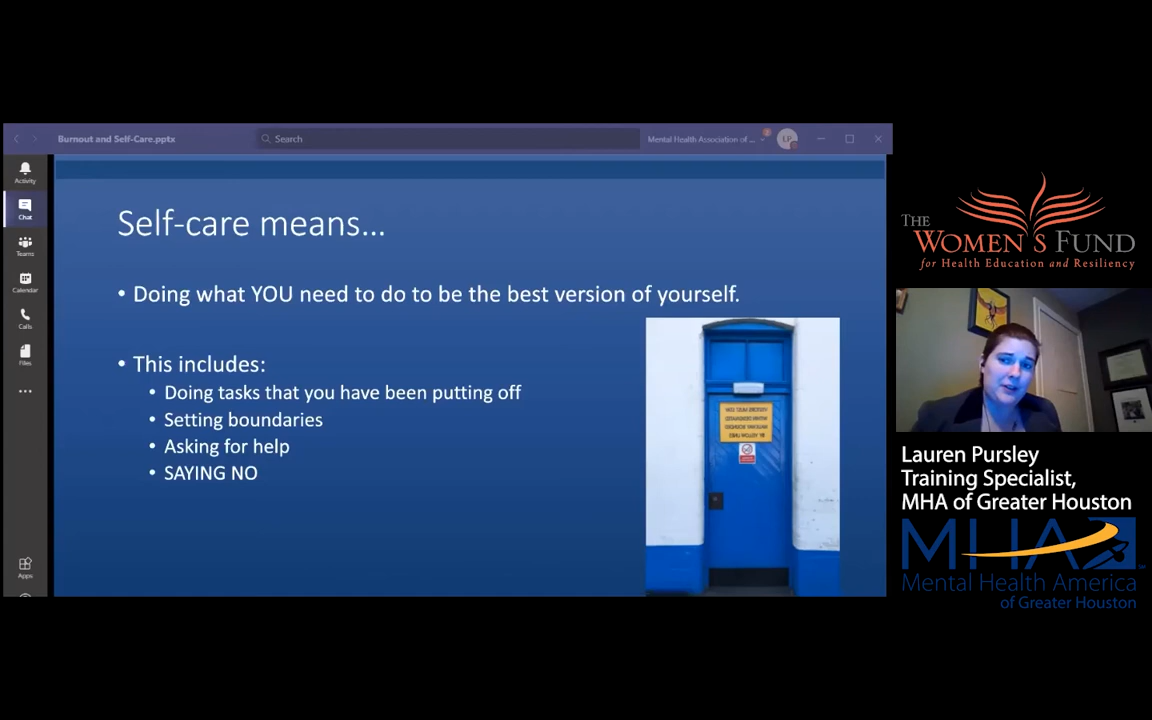 Burnout and Self-Care.pptx
Search
Mental Health Association of ...
LP
Activity
Chat
Teams
Calendar
Calls
Files
Apps
Self-care means...
• Doing what YOU need to do to be the best version of yourself.
• This includes:
• Doing tasks that you have been putting off
• Setting boundaries
• Asking for help
• SAYING NO
THE
WOMEN'S FUND
for Health Education and Resiliency
Lauren Pursley
Training Specialist,
MHA of Greater Houston
MHA
Mental Health America
of Greater Houston